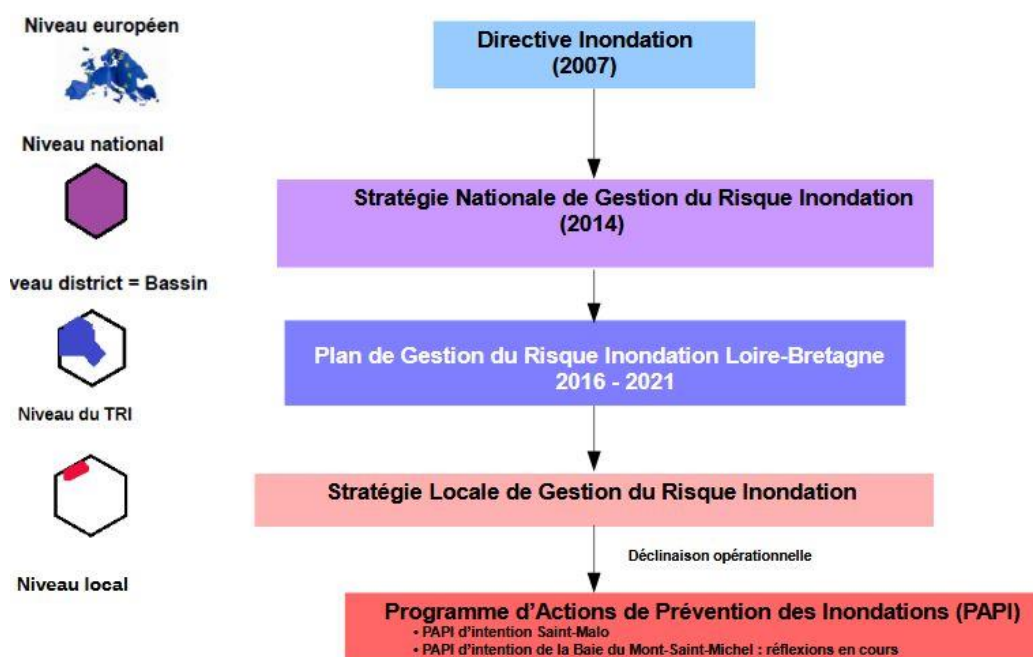 Niveau européen
Directive Inondation
(2007)
Niveau national
Stratégie Nationale de Gestion du Risque Inondation
(2014)
veau district = Bassin
Plan de Gestion du Risque Inondation Loire-Bretagne
2016 - 2021
Niveau du TRI
Stratégie Locale de Gestion du Risque Inondation
Déclinaison opérationnelle
Niveau local
Programme d'Actions de Prévention des Inondations (PAPI)
• PAPI d'intention Saint-Malo
• PAPI d'intention de la Baie du Mont-Saint-Michel : réflexions en cours